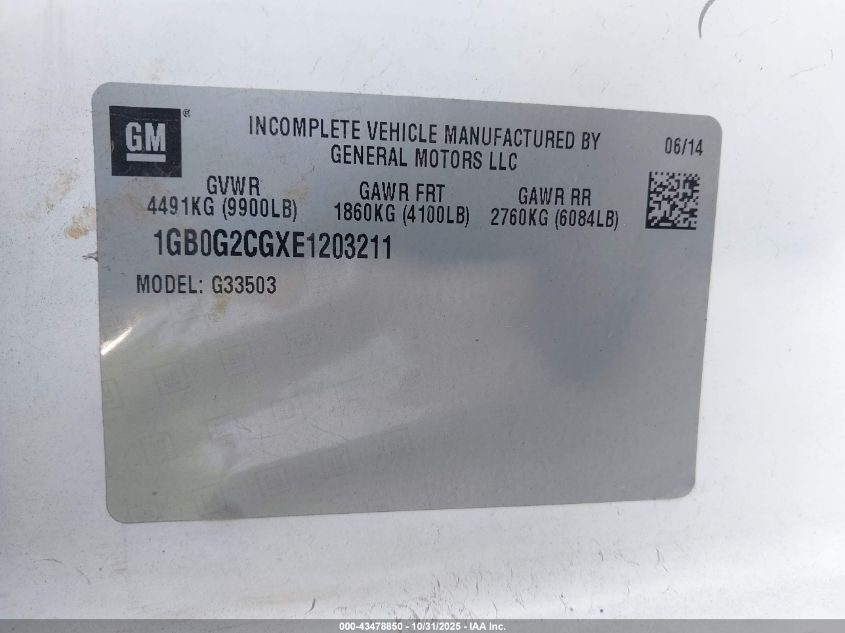 GM ®
INCOMPLETE VEHICLE MANUFACTURED BY
GENERAL MOTORS LLC
06/14
GVWR
4491KG (9900LB)
GAWR FRT
1860KG (4100LB)
GAWR RR
2760KG (6084LB)
1GB0G2CGXE1203211
MODEL: G33503
000-43478850 - 10/31/2025 - IAA Inc.